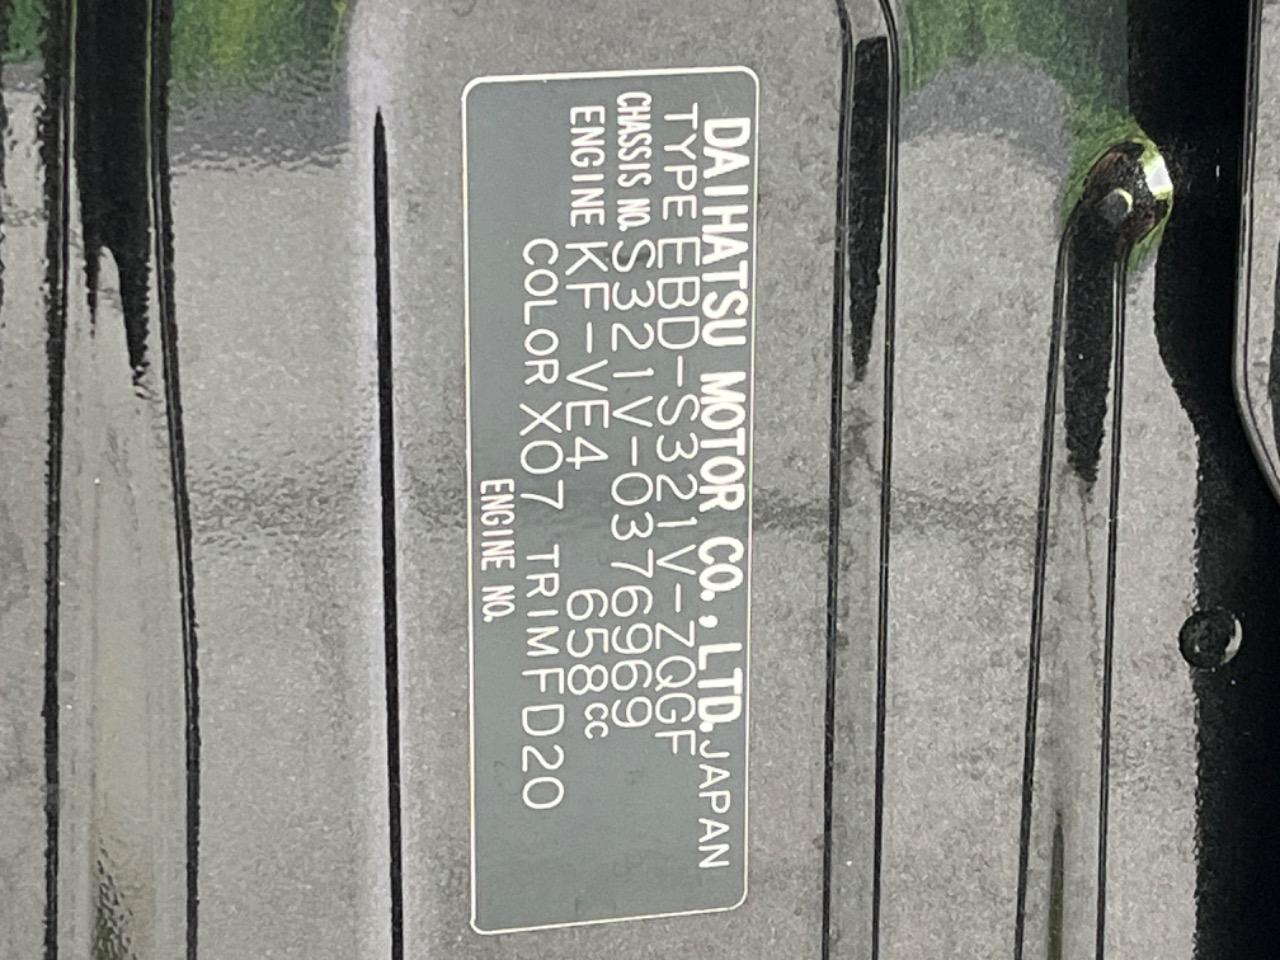 DAIHATSU MOTOR CO., LTD. JAPAN
TYPE EBD-S321V-ZQGF
CHASSIS NO. S321V-0376969
ENGINE KF-VE4 658cc
COLOR X07 TRIM FD20
ENGINE NO.